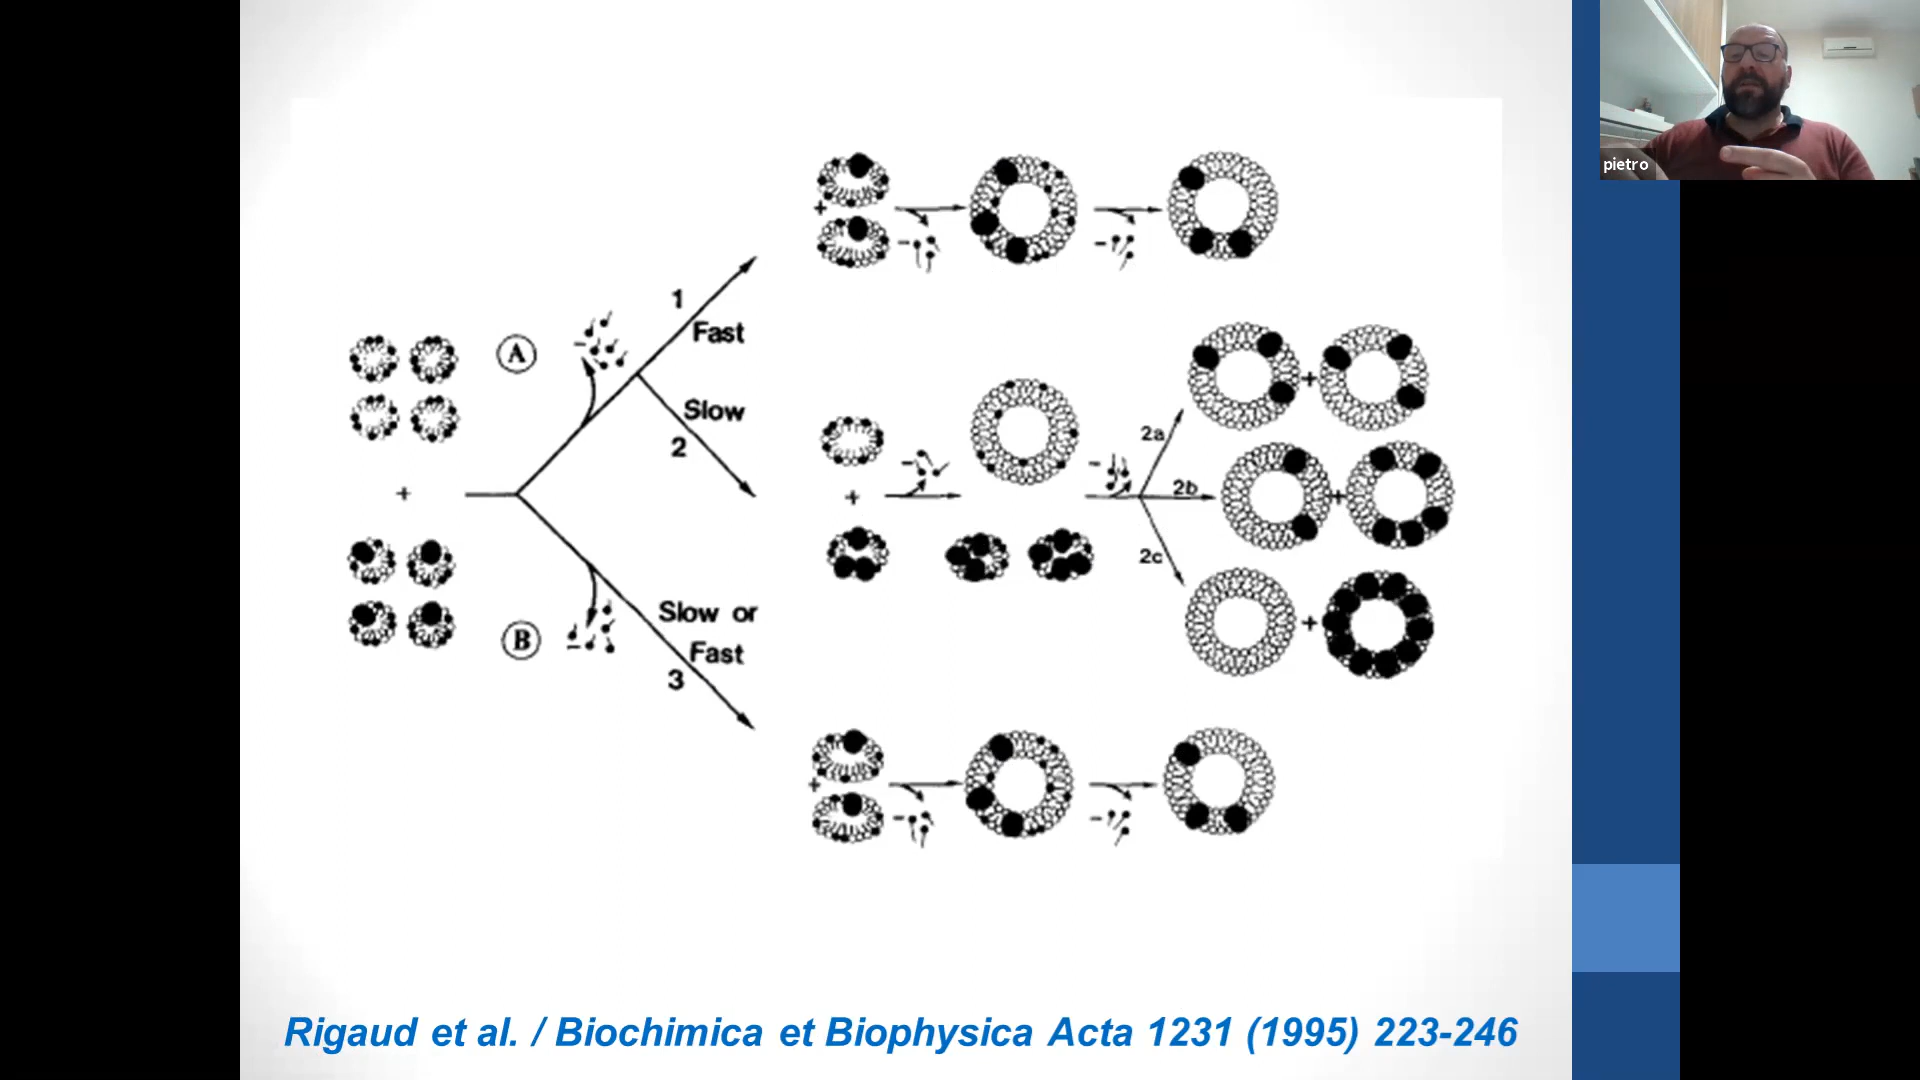 pietro
1
Fast
A
Slow
2
2a
2b
2c
+
+
+
+
+
+
+
B
Slow or
Fast
3
Rigaud et al. / Biochimica et Biophysica Acta 1231 (1995) 223-246